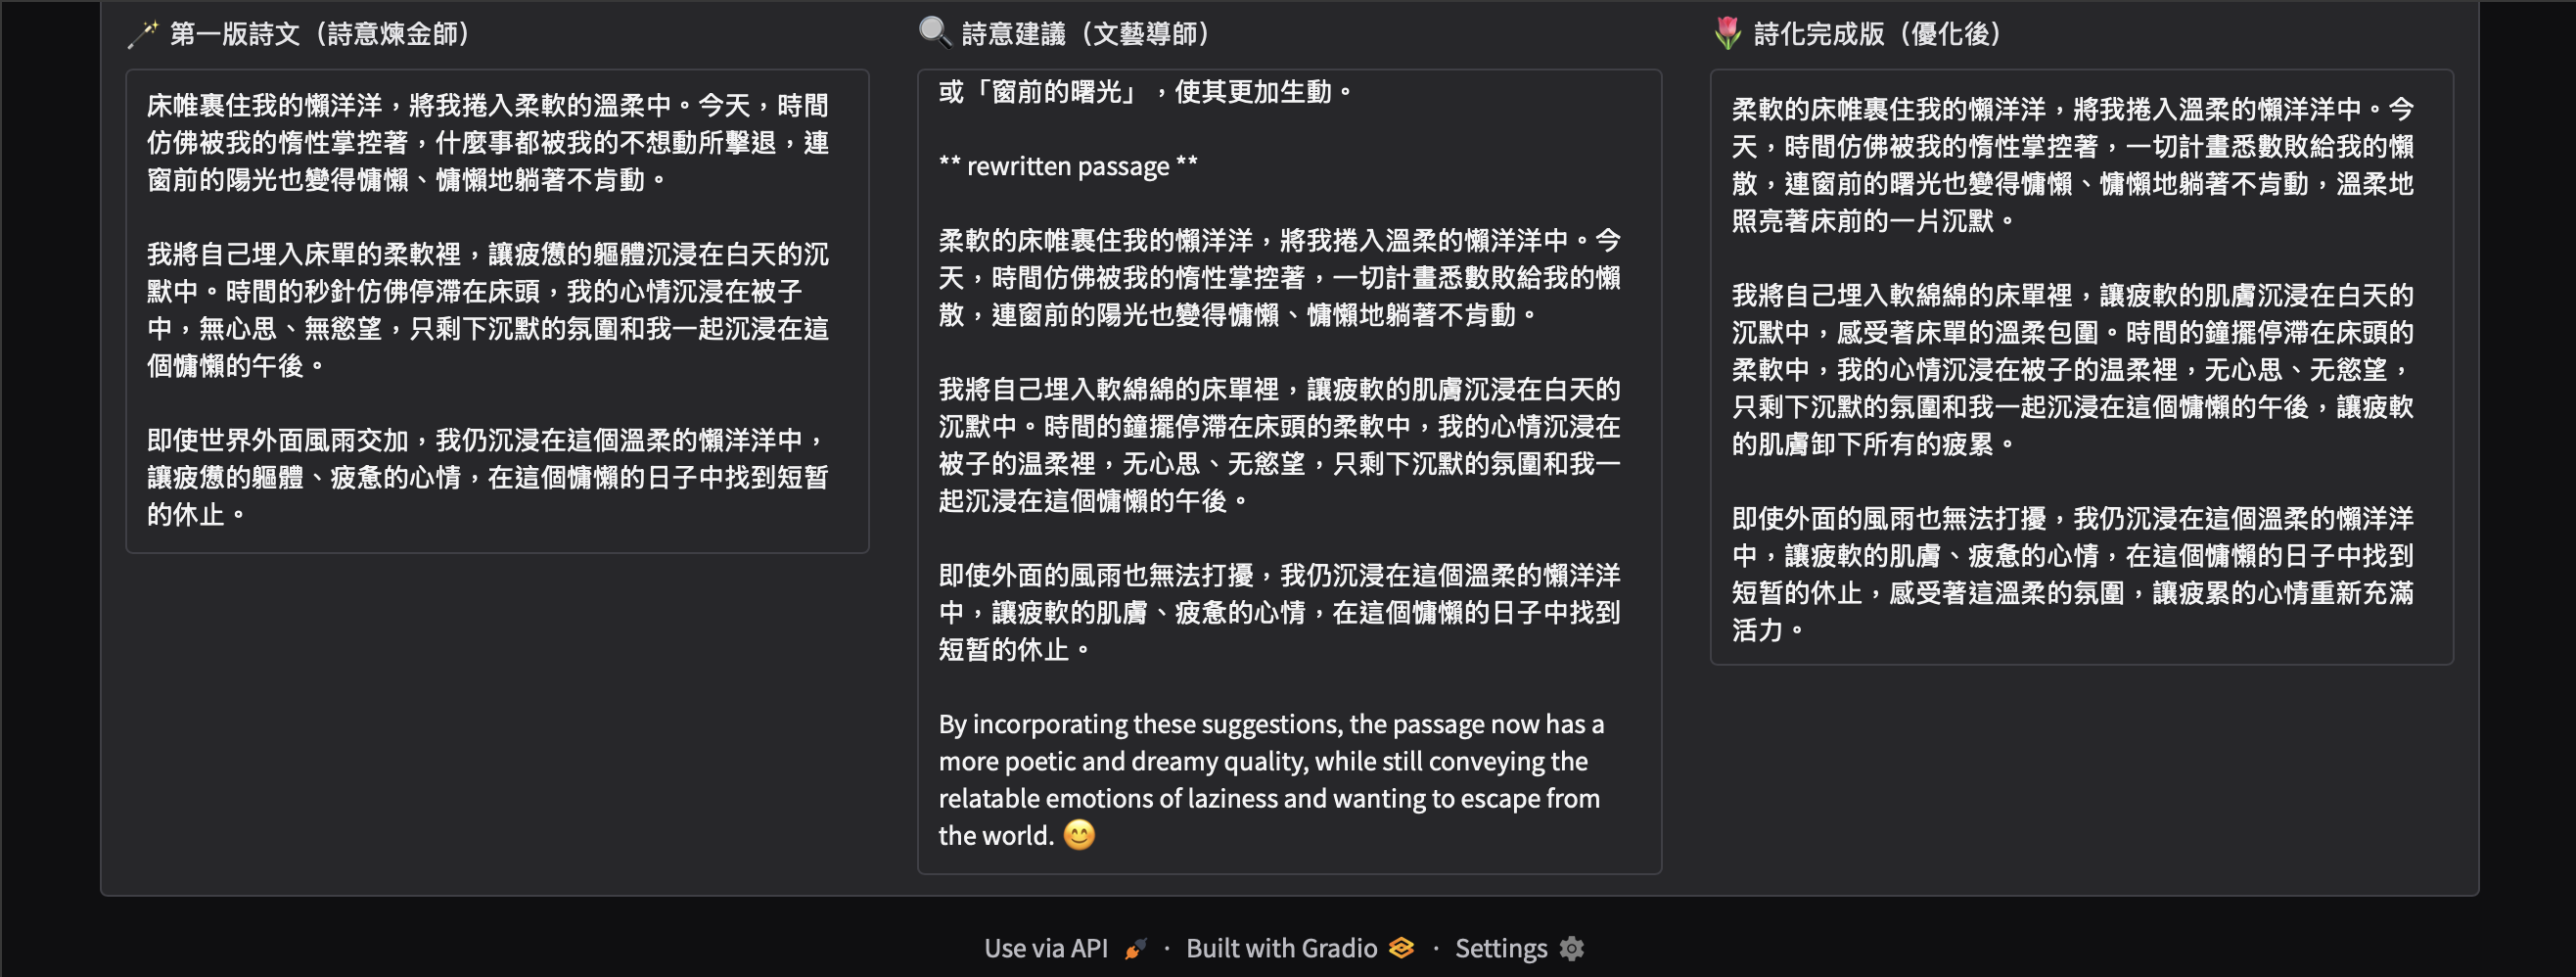 第一版詩文（詩意煉金師）
床帷裹住我的懶洋洋，將我捲入柔軟的溫柔中。今天，時間
仿佛被我的惰性掌控著，什麼事都被我的不想動所擊退，連
窗前的陽光也變得慵懶、慵懶地躺著不肯動。
我將自己埋入床單的柔軟裡，讓疲憊的軀體沉浸在白天的沉
默中。時間的秒針仿佛停滯在床頭，我的心情沉浸在被子
中，無心思、無慾望，只剩下沉默的氛圍和我一起沉浸在這
個慵懶的午後。
即使世界外面風雨交加，我仍沉浸在這個溫柔的懶洋洋中，
讓疲憊的軀體、疲惫的心情，在這個慵懶的日子中找到短暂
的休止。
詩意建議（文藝導師）
或「窗前的曙光」，使其更加生動。
** rewritten passage **
柔軟的床帷裹住我的懶洋洋，將我捲入溫柔的懶洋洋中。今
天，時間仿佛被我的惰性掌控著，一切計畫悉數敗給我的懶
散，連窗前的陽光也變得慵懶、慵懶地躺著不肯動。
我將自己埋入軟綿綿的床單裡，讓疲軟的肌膚沉浸在白天的
沉默中。時間的鐘擺停滯在床頭的柔軟中，我的心情沉浸在
被子的温柔裡，无心思、无慾望，只剩下沉默的氛圍和我一
起沉浸在這個慵懶的午後。
即使外面的風雨也無法打擾，我仍沉浸在這個溫柔的懶洋洋
中，讓疲軟的肌膚、疲惫的心情，在這個慵懶的日子中找到
短暂的休止。
By incorporating these suggestions, the passage now has a
more poetic and dreamy quality, while still conveying the
relatable emotions of laziness and wanting to escape from
the world. 😊
詩化完成版（優化後）
柔軟的床帷裹住我的懶洋洋，將我捲入溫柔的懶洋洋中。今
天，時間仿佛被我的惰性掌控著，一切計畫悉數敗給我的懶
散，連窗前的曙光也變得慵懶、慵懶地躺著不肯動，溫柔地
照亮著床前的一片沉默。
我將自己埋入軟綿綿的床單裡，讓疲軟的肌膚沉浸在白天的
沉默中，感受著床單的溫柔包圍。時間的鐘擺停滯在床頭的
柔軟中，我的心情沉浸在被子的温柔裡，无心思、无慾望，
只剩下沉默的氛圍和我一起沉浸在這個慵懶的午後，讓疲軟
的肌膚卸下所有的疲累。
即使外面的風雨也無法打擾，我仍沉浸在這個溫柔的懶洋洋
中，讓疲軟的肌膚、疲惫的心情，在這個慵懶的日子中找到
短暂的休止，感受著這溫柔的氛圍，讓疲累的心情重新充滿
活力。
Use via API · Built with Gradio · Settings